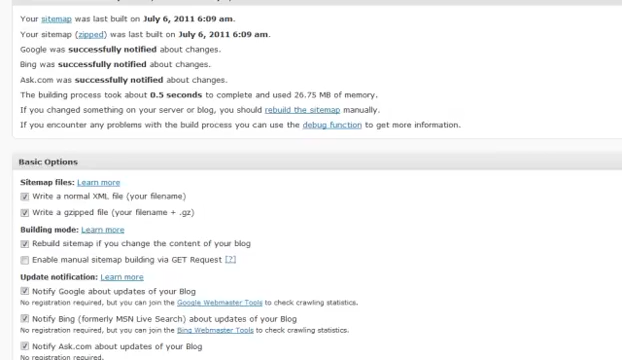 Your sitemap was last built on July 6, 2011 6:09 am.
Your sitemap (zipped) was last built on July 6, 2011 6:09 am.
Google was successfully notified about changes.
Bing was successfully notified about changes.
Ask.com was successfully notified about changes.
The building process took about 0.5 seconds to complete and used 26.75 MB of memory.
If you changed something on your server or blog, you should rebuild the sitemap manually.
If you encounter any problems with the build process you can use the debug function to get more information.
Basic Options
Sitemap files: Learn more
Write a normal XML file (your filename)
Write a gzipped file (your filename + .gz)
Building mode: Learn more
Rebuild sitemap if you change the content of your blog
Enable manual sitemap building via GET Request [?]
Update notification: Learn more
Notify Google about updates of your Blog
No registration required, but you can join the Google Webmaster Tools to check crawling statistics.
Notify Bing (formerly MSN Live Search) about updates of your Blog
No registration required, but you can join the Bing Webmaster Tools to check crawling statistics.
Notify Ask.com about updates of your Blog
No registration required.